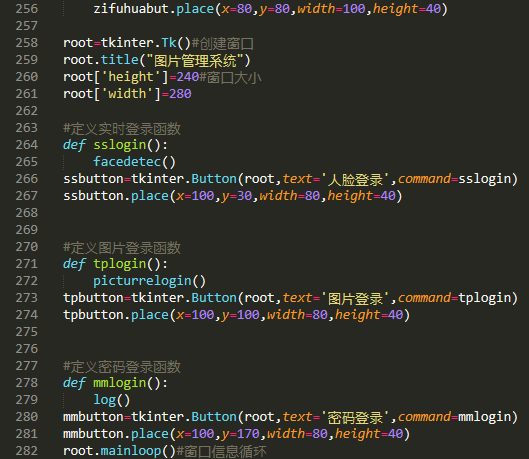 256 zifuhuabut.place(x=80,y=80,width=100,height=40)
257
258 root=tkinter.Tk()#创建窗口
259 root.title("图片管理系统")
260 root['height']=240#窗口大小
261 root['width']=280
262
263 #定义实时登录函数
264 def sslogin():
265 facedetec()
266 ssbutton=tkinter.Button(root,text='人脸登录',command=sslogin)
267 ssbutton.place(x=100,y=30,width=80,height=40)
268
269
270 #定义图片登录函数
271 def tplogin():
272 picturrelogin()
273 tpbutton=tkinter.Button(root,text='图片登录',command=tplogin)
274 tpbutton.place(x=100,y=100,width=80,height=40)
275
276
277 #定义密码登录函数
278 def mmlogin():
279 log()
280 mmbutton=tkinter.Button(root,text='密码登录',command=mmlogin)
281 mmbutton.place(x=100,y=170,width=80,height=40)
282 root.mainloop()#窗口信息循环